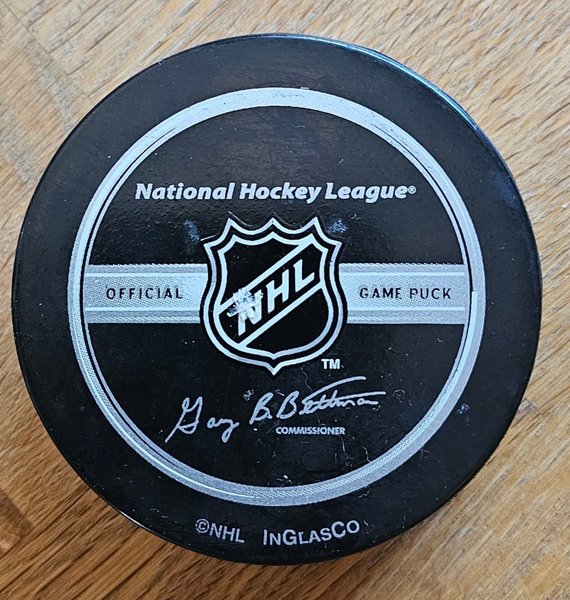 National Hockey League®
OFFICIAL
NHL
GAME PUCK
TM
Gary B. Bettman
COMMISSIONER
©NHL INGLASCO